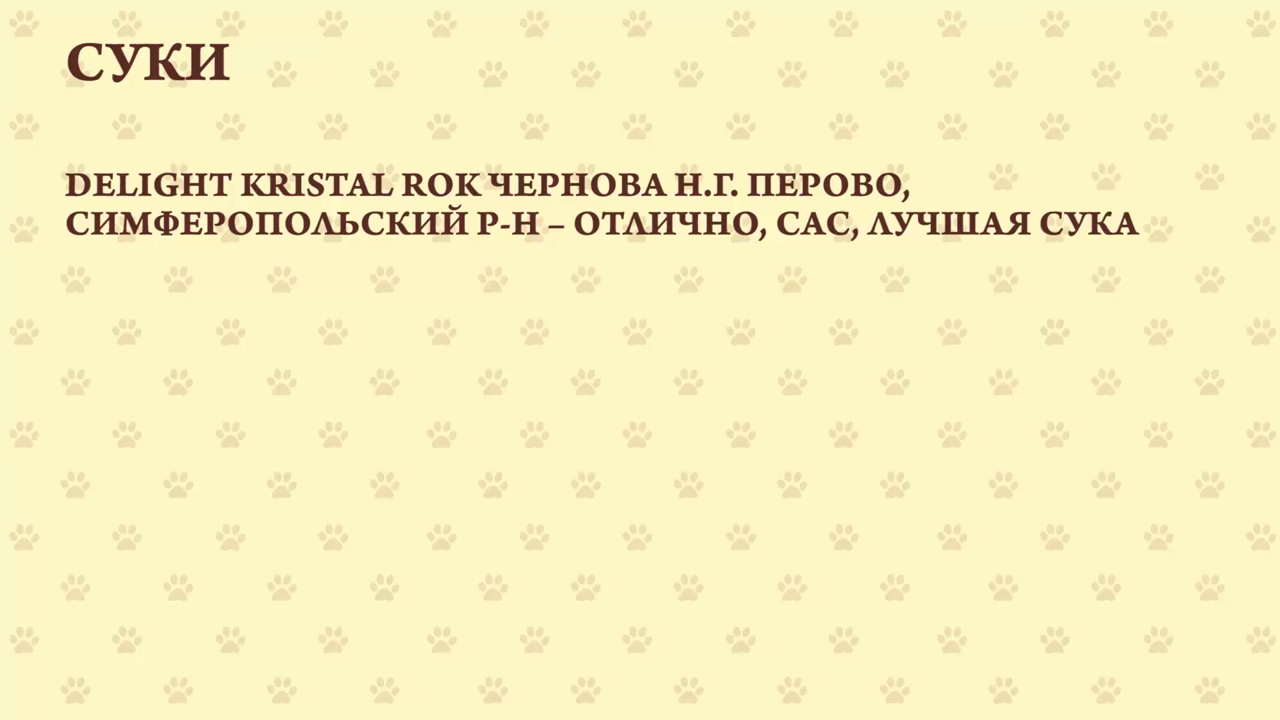 СУКИ
DELIGHT KRISTAL ROK ЧЕРНОВА Н.Г. ПЕРОВО,
СИМФЕРОПОЛЬСКИЙ Р-Н – ОТЛИЧНО, САС, ЛУЧШАЯ СУКА